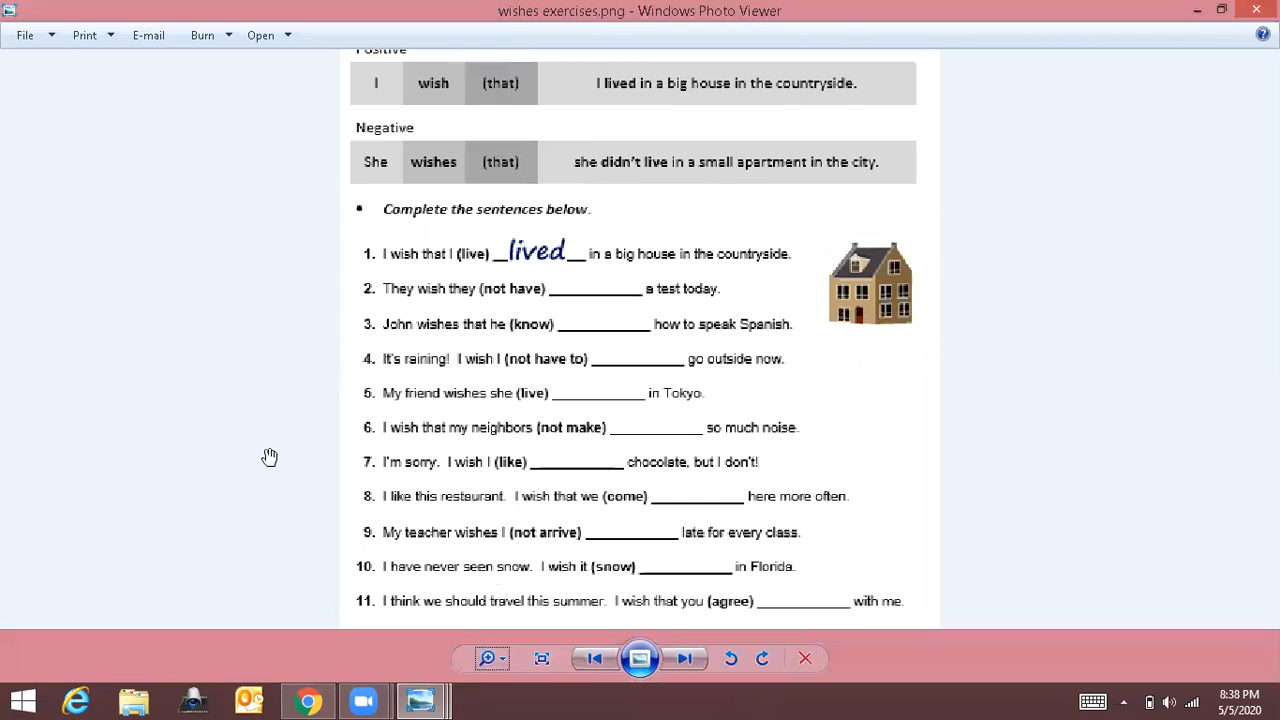 wishes exercises.png - Windows Photo Viewer
File Print E-mail Burn Open
Positive
I wish (that) I lived in a big house in the countryside.
Negative
She wishes (that) she didn't live in a small apartment in the city.
• Complete the sentences below.
1. I wish that I (live) __lived__ in a big house in the countryside.
2. They wish they (not have) ____________ a test today.
3. John wishes that he (know) ____________ how to speak Spanish.
4. It's raining! I wish I (not have to) ____________ go outside now.
5. My friend wishes she (live) ____________ in Tokyo.
6. I wish that my neighbors (not make) ____________ so much noise.
7. I'm sorry. I wish I (like) ____________ chocolate, but I don't!
8. I like this restaurant. I wish that we (come) ____________ here more often.
9. My teacher wishes I (not arrive) ____________ late for every class.
10. I have never seen snow. I wish it (snow) ____________ in Florida.
11. I think we should travel this summer. I wish that you (agree) ____________ with me.
8:38 PM
5/5/2020